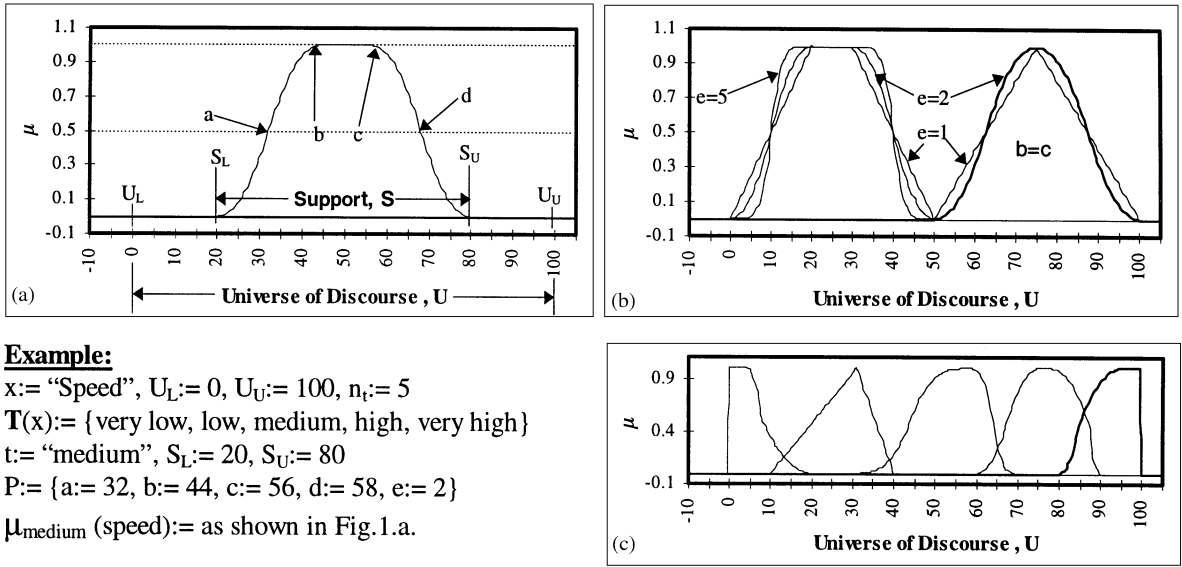 1.1
0.9
0.7
0.5
0.3
0.1
-0.1
μ
a
b
c
d
S_L
S_U
U_L
U_U
Support, S
-10 0 10 20 30 40 50 60 70 80 90 100
(a)
Universe of Discourse , U
1.1
0.9
0.7
0.5
0.3
0.1
-0.1
μ
e=5
e=2
e=1
b=c
-10 0 10 20 30 40 50 60 70 80 90 100
(b)
Universe of Discourse , U
Example:
x:= “Speed”, U_L:= 0, U_U:= 100, n_t:= 5
T(x):= {very low, low, medium, high, very high}
t:= “medium”, S_L:= 20, S_U:= 80
P:= {a:= 32, b:= 44, c:= 56, d:= 58, e:= 2}
μ_medium (speed):= as shown in Fig.1.a.
0.9
0.4
-0.1
μ
-10 0 10 20 30 40 50 60 70 80 90 100
(c)
Universe of Discourse , U